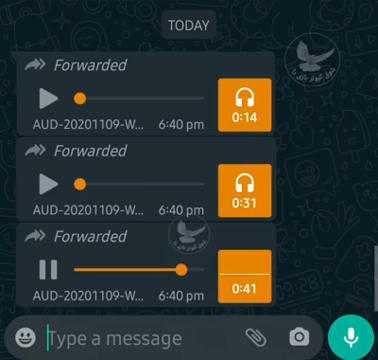 TODAY
Forwarded
0:14
AUD-20201109-W... 6:40 pm
Forwarded
0:31
AUD-20201109-W... 6:40 pm
Forwarded
0:41
AUD-20201109-W... 6:40 pm
Type a message